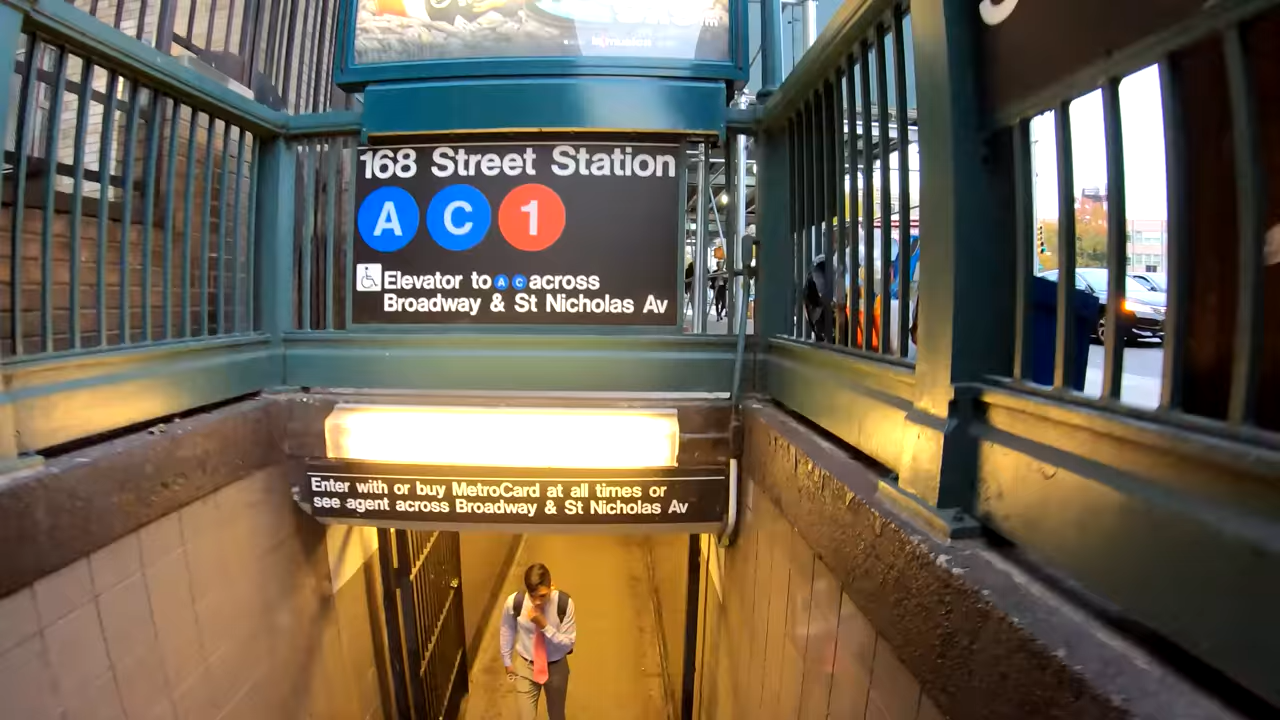 168 Street Station
A C 1
Elevator to A C across
Broadway & St Nicholas Av
Enter with or buy MetroCard at all times or
see agent across Broadway & St Nicholas Av